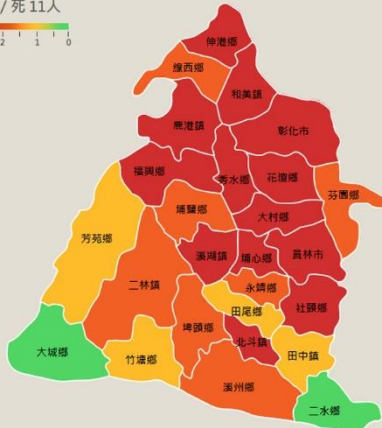 / 死 11人
2 1 0
伸港鄉
線西鄉
和美鎮
鹿港鎮
彰化市
福興鄉
秀水鄉
花壇鄉
芬園鄉
埔鹽鄉
大村鄉
芳苑鄉
溪湖鎮
埔心鄉
員林市
二林鎮
永靖鄉
田尾鄉
社頭鄉
埤頭鄉
北斗鎮
大城鄉
竹塘鄉
田中鎮
溪州鄉
二水鄉